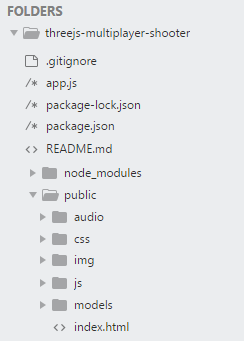 FOLDERS
threejs-multiplayer-shooter
.gitignore
/* app.js
/* package-lock.json
/* package.json
<> README.md
node_modules
public
audio
css
img
js
models
<> index.html